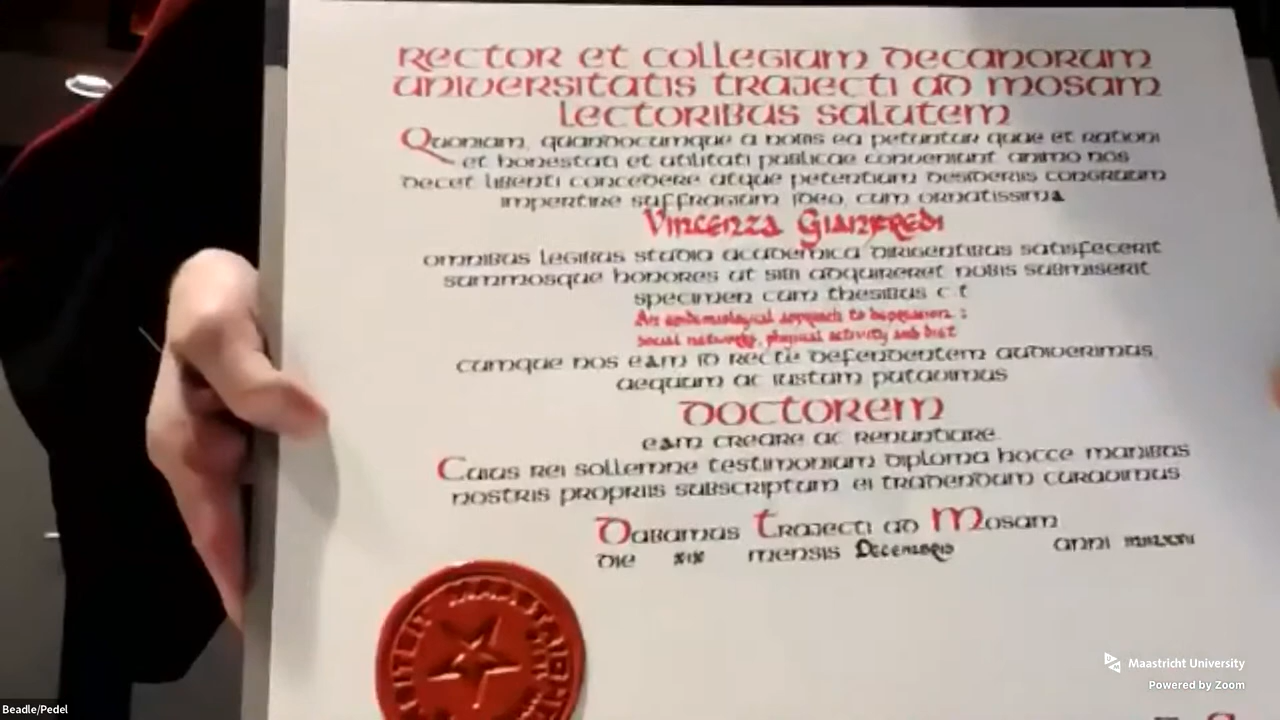 Rector et Collegium Decanorum
Universitatis Trajecti ad Mosam
Lectoribus Salutem
Quoniam, quandocumque a nobis ea petuntur quae et rationi
et honestati et utilitati publicae conveniunt animo nos
decet libenti concedere atque petentium desideriis congruum
impertire suffragium ideo, cum ornatissima
Vincenza Gianfredi
omnibus legibus studia academica dirigentibus satisfecerit
summosque honores ut sibi adquireret nobis submiserit
specimen cum thesibus c.t
An epidemiological approach to depression :
social networks, physical activity and diet
cumque nos eam id recte defendentem audiverimus,
aequum ac iustum putavimus
Doctorem
eam creare ac renuntiare.
Cuius rei sollemne testimonium diploma hocce manibus
nostris propriis subscriptum ei tradendum curavimus
Dabamus Trajecti ad Mosam
die XIX mensis Decembris anni
Maastricht University
Powered by Zoom
Beadle/Pedel